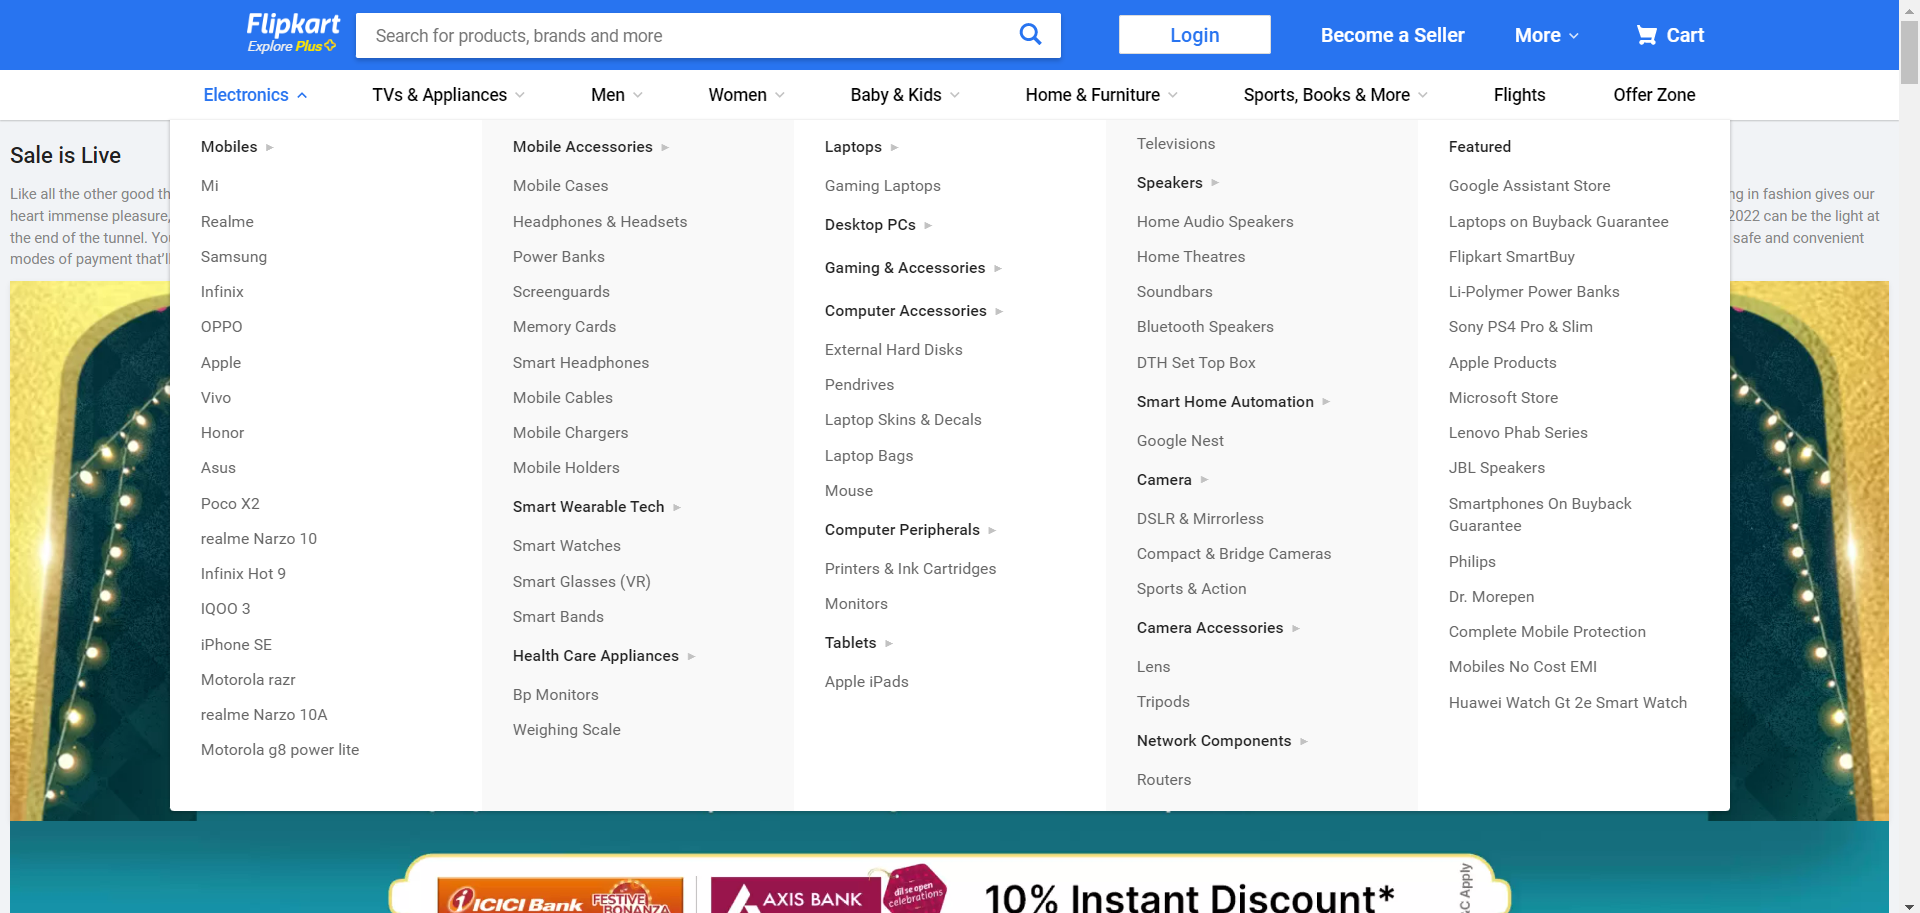 Flipkart
Explore Plus
Search for products, brands and more
Login
Become a Seller
More
Cart
Electronics
TVs & Appliances
Men
Women
Baby & Kids
Home & Furniture
Sports, Books & More
Flights
Offer Zone
Sale is Live
Like all the other good
heart immense pleasure,
the end of the tunnel.
modes of payment
in fashion gives our
2022 can be the light at
safe and convenient
Mobiles
Mi
Realme
Samsung
Infinix
OPPO
Apple
Vivo
Honor
Asus
Poco X2
realme Narzo 10
Infinix Hot 9
IQOO 3
iPhone SE
Motorola razr
realme Narzo 10A
Motorola g8 power lite
Mobile Accessories
Mobile Cases
Headphones & Headsets
Power Banks
Screenguards
Memory Cards
Smart Headphones
Mobile Cables
Mobile Chargers
Mobile Holders
Smart Wearable Tech
Smart Watches
Smart Glasses (VR)
Smart Bands
Health Care Appliances
Bp Monitors
Weighing Scale
Laptops
Gaming Laptops
Desktop PCs
Gaming & Accessories
Computer Accessories
External Hard Disks
Pendrives
Laptop Skins & Decals
Laptop Bags
Mouse
Computer Peripherals
Printers & Ink Cartridges
Monitors
Tablets
Apple iPads
Televisions
Speakers
Home Audio Speakers
Home Theatres
Soundbars
Bluetooth Speakers
DTH Set Top Box
Smart Home Automation
Google Nest
Camera
DSLR & Mirrorless
Compact & Bridge Cameras
Sports & Action
Camera Accessories
Lens
Tripods
Network Components
Routers
Featured
Google Assistant Store
Laptops on Buyback Guarantee
Flipkart SmartBuy
Li-Polymer Power Banks
Sony PS4 Pro & Slim
Apple Products
Microsoft Store
Lenovo Phab Series
JBL Speakers
Smartphones On Buyback
Guarantee
Philips
Dr. Morepen
Complete Mobile Protection
Mobiles No Cost EMI
Huawei Watch Gt 2e Smart Watch
ICICI Bank
FESTIVE
BONANZA
AXIS BANK
dil se open
celebrations
10% Instant Discount*
Apply